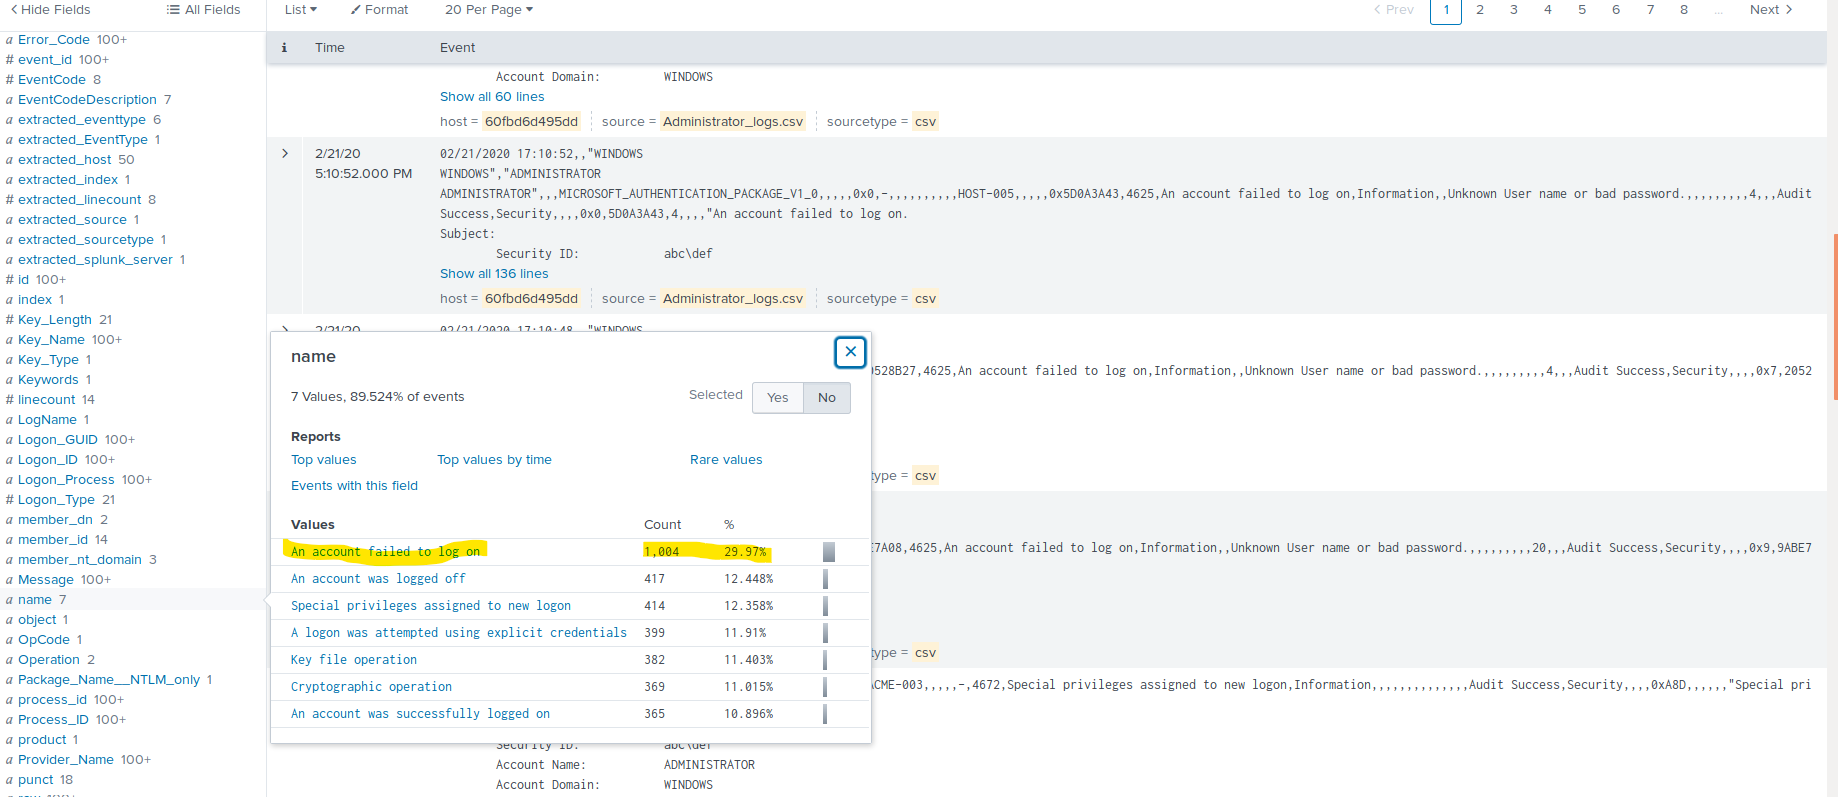 Hide Fields
All Fields
List
Format
20 Per Page
Prev 1 2 3 4 5 6 7 8 ... Next
a Error_Code 100+
# event_id 100+
# EventCode 8
a EventCodeDescription 7
a extracted_eventtype 6
a extracted_EventType 1
a extracted_host 50
a extracted_index 1
# extracted_linecount 8
a extracted_source 1
a extracted_sourcetype 1
a extracted_splunk_server 1
# id 100+
a index 1
# Key_Length 21
a Key_Name 100+
a Key_Type 1
a Keywords 1
# linecount 14
a LogName 1
a Logon_GUID 100+
a Logon_ID 100+
a Logon_Process 100+
# Logon_Type 21
a member_dn 2
a member_id 14
a member_nt_domain 3
a Message 100+
a name 7
a object 1
a OpCode 1
a Operation 2
a Package_Name__NTLM_only 1
a process_id 100+
a Process_ID 100+
a product 1
a Provider_Name 100+
a punct 18
i Time Event
Account Domain: WINDOWS
Show all 60 lines
host = 60fbd6d495dd source = Administrator_logs.csv sourcetype = csv
2/21/20
5:10:52.000 PM
02/21/2020 17:10:52,,"WINDOWS
WINDOWS","ADMINISTRATOR
ADMINISTRATOR",,,MICROSOFT_AUTHENTICATION_PACKAGE_V1_0,,,,,0x0,-,,,,,,,,,,HOST-005,,,,,0x5D0A3A43,4625,An account failed to log on,Information,,Unknown User name or bad password.,,,,,,,,,4,,,Audit
Success,Security,,,,0x0,5D0A3A43,4,,,,"An account failed to log on.
Subject:
Security ID: abc\def
Show all 136 lines
host = 60fbd6d495dd source = Administrator_logs.csv sourcetype = csv
2/21/20 02/21/2020 17:10:48,,"WINDOWS
528B27,4625,An account failed to log on,Information,,Unknown User name or bad password.,,,,,,,,,4,,,Audit Success,Security,,,,0x7,2052
type = csv
E7A08,4625,An account failed to log on,Information,,Unknown User name or bad password.,,,,,,,,,20,,,Audit Success,Security,,,,0x9,9ABE7
type = csv
ACME-003,,,,,-,4672,Special privileges assigned to new logon,Information,,,,,,,,,,,,,,Audit Success,Security,,,,0xA8D,,,,,,"Special pri
name
7 Values, 89.524% of events
Selected Yes No
Reports
Top values Top values by time Rare values
Events with this field
Values Count %
An account failed to log on 1,004 29.97%
An account was logged off 417 12.448%
Special privileges assigned to new logon 414 12.358%
A logon was attempted using explicit credentials 399 11.91%
Key file operation 382 11.403%
Cryptographic operation 369 11.015%
An account was successfully logged on 365 10.896%
Security ID: abc\def
Account Name: ADMINISTRATOR
Account Domain: WINDOWS